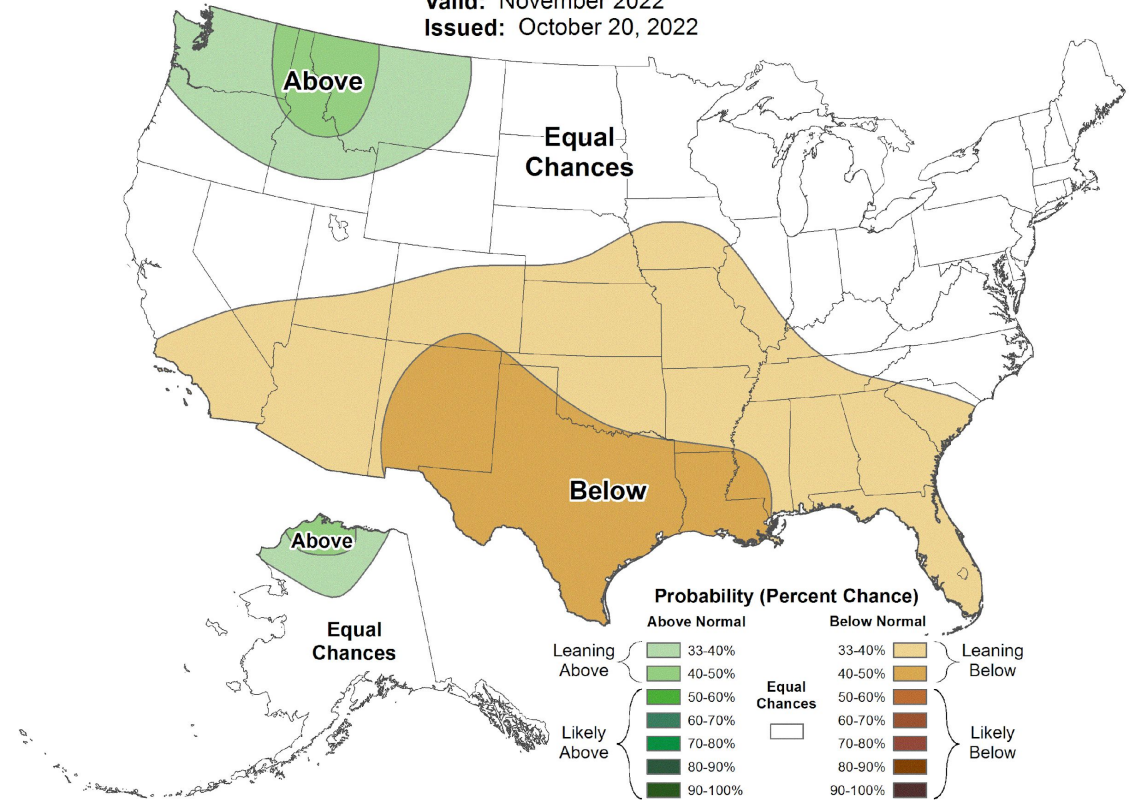 Valid: November 2022
Issued: October 20, 2022
Above
Equal
Chances
Below
Above
Equal
Chances
Probability (Percent Chance)
Above Normal
Below Normal
Leaning
Above
33-40%
40-50%
Likely
Above
50-60%
60-70%
70-80%
80-90%
90-100%
Equal
Chances
33-40%
40-50%
Leaning
Below
50-60%
60-70%
70-80%
80-90%
90-100%
Likely
Below